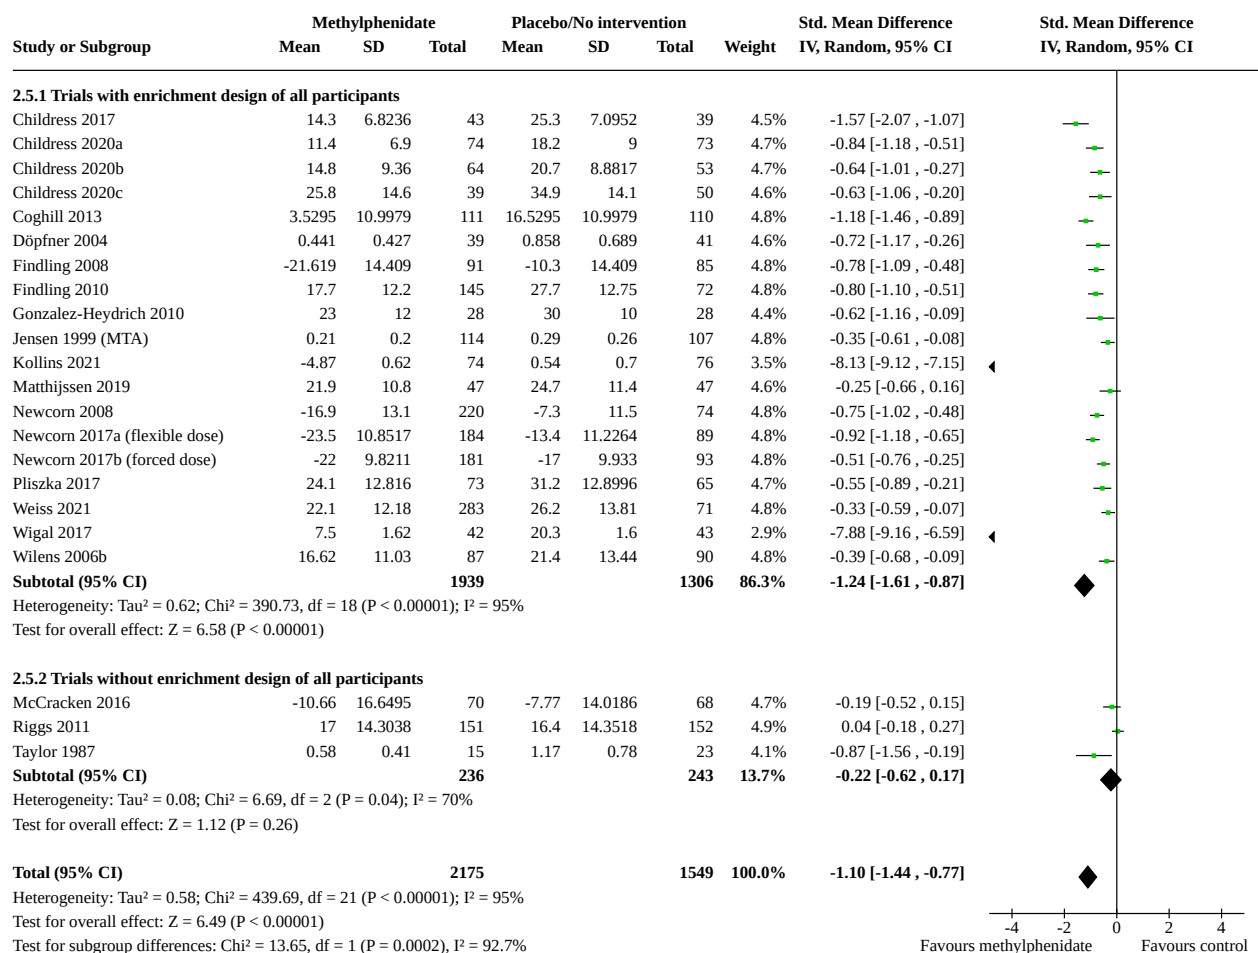 Methylphenidate Placebo/No intervention Std. Mean Difference Std. Mean Difference
Study or Subgroup Mean SD Total Mean SD Total Weight IV, Random, 95% CI IV, Random, 95% CI
2.5.1 Trials with enrichment design of all participants
Childress 2017 14.3 6.8236 43 25.3 7.0952 39 4.5% -1.57 [-2.07 , -1.07]
Childress 2020a 11.4 6.9 74 18.2 9 73 4.7% -0.84 [-1.18 , -0.51]
Childress 2020b 14.8 9.36 64 20.7 8.8817 53 4.7% -0.64 [-1.01 , -0.27]
Childress 2020c 25.8 14.6 39 34.9 14.1 50 4.6% -0.63 [-1.06 , -0.20]
Coghill 2013 3.5295 10.9979 111 16.5295 10.9979 110 4.8% -1.18 [-1.46 , -0.89]
Döpfner 2004 0.441 0.427 39 0.858 0.689 41 4.6% -0.72 [-1.17 , -0.26]
Findling 2008 -21.619 14.409 91 -10.3 14.409 85 4.8% -0.78 [-1.09 , -0.48]
Findling 2010 17.7 12.2 145 27.7 12.75 72 4.8% -0.80 [-1.10 , -0.51]
Gonzalez-Heydrich 2010 23 12 28 30 10 28 4.4% -0.62 [-1.16 , -0.09]
Jensen 1999 (MTA) 0.21 0.2 114 0.29 0.26 107 4.8% -0.35 [-0.61 , -0.08]
Kollins 2021 -4.87 0.62 74 0.54 0.7 76 3.5% -8.13 [-9.12 , -7.15]
Matthijssen 2019 21.9 10.8 47 24.7 11.4 47 4.6% -0.25 [-0.66 , 0.16]
Newcorn 2008 -16.9 13.1 220 -7.3 11.5 74 4.8% -0.75 [-1.02 , -0.48]
Newcorn 2017a (flexible dose) -23.5 10.8517 184 -13.4 11.2264 89 4.8% -0.92 [-1.18 , -0.65]
Newcorn 2017b (forced dose) -22 9.8211 181 -17 9.933 93 4.8% -0.51 [-0.76 , -0.25]
Pliszka 2017 24.1 12.816 73 31.2 12.8996 65 4.7% -0.55 [-0.89 , -0.21]
Weiss 2021 22.1 12.18 283 26.2 13.81 71 4.8% -0.33 [-0.59 , -0.07]
Wigal 2017 7.5 1.62 42 20.3 1.6 43 2.9% -7.88 [-9.16 , -6.59]
Wilens 2006b 16.62 11.03 87 21.4 13.44 90 4.8% -0.39 [-0.68 , -0.09]
Subtotal (95% CI) 1939 1306 86.3% -1.24 [-1.61 , -0.87]
Heterogeneity: Tau² = 0.62; Chi² = 390.73, df = 18 (P < 0.00001); I² = 95%
Test for overall effect: Z = 6.58 (P < 0.00001)
2.5.2 Trials without enrichment design of all participants
McCracken 2016 -10.66 16.6495 70 -7.77 14.0186 68 4.7% -0.19 [-0.52 , 0.15]
Riggs 2011 17 14.3038 151 16.4 14.3518 152 4.9% 0.04 [-0.18 , 0.27]
Taylor 1987 0.58 0.41 15 1.17 0.78 23 4.1% -0.87 [-1.56 , -0.19]
Subtotal (95% CI) 236 243 13.7% -0.22 [-0.62 , 0.17]
Heterogeneity: Tau² = 0.08; Chi² = 6.69, df = 2 (P = 0.04); I² = 70%
Test for overall effect: Z = 1.12 (P = 0.26)
Total (95% CI) 2175 1549 100.0% -1.10 [-1.44 , -0.77]
Heterogeneity: Tau² = 0.58; Chi² = 439.69, df = 21 (P < 0.00001); I² = 95%
Test for overall effect: Z = 6.49 (P < 0.00001)
-4 -2 0 2 4
Test for subgroup differences: Chi² = 13.65, df = 1 (P = 0.0002), I² = 92.7% Favours methylphenidate Favours control